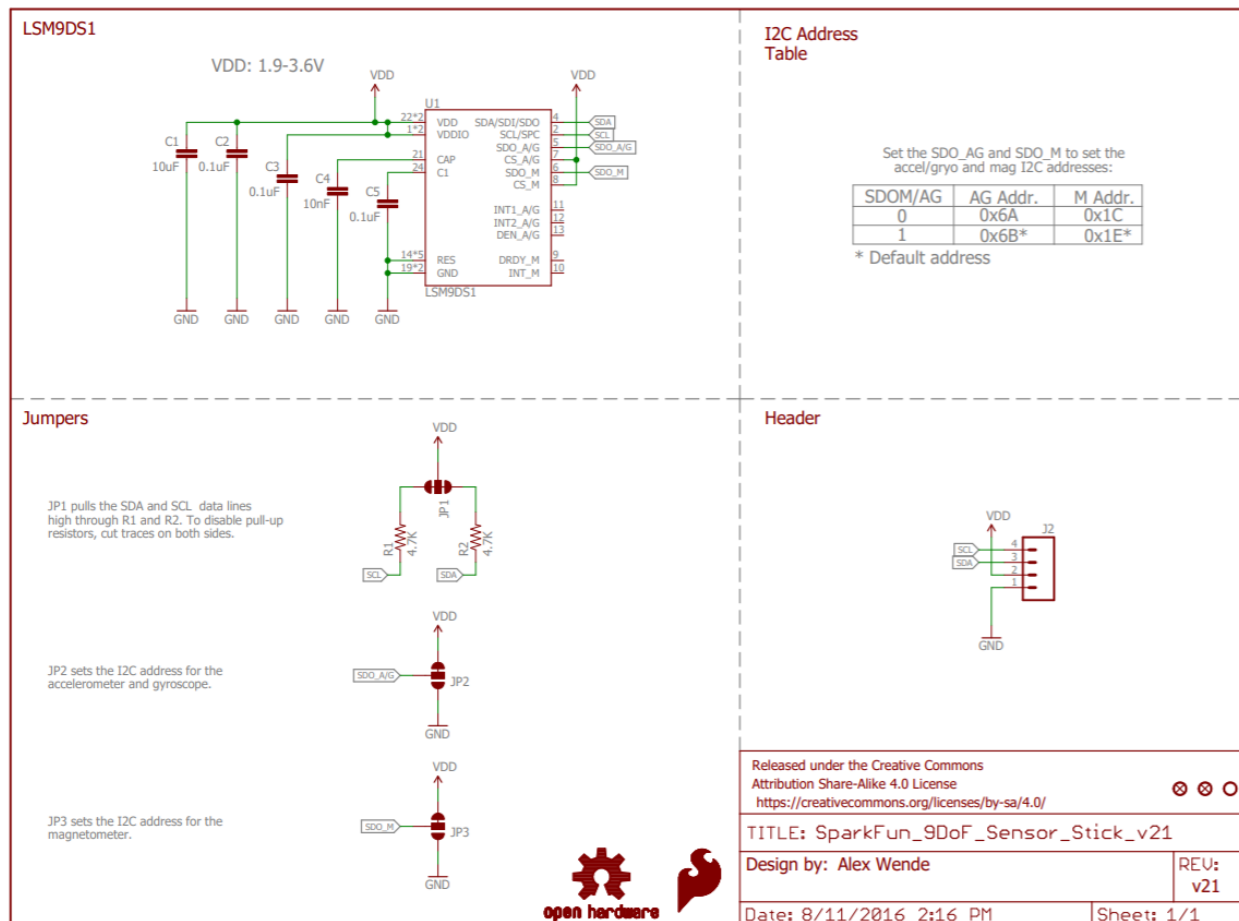 LSM9DS1
VDD: 1.9-3.6V
VDD
VDD
U1
22*2 VDD SDA/SDI/SDO 4 SDA
1*2 VDDIO SCL/SPC 2 SCL
SDO_A/G 5 SDO_A/G
21 CAP CS_A/G 7
24 C1 SDO_M 6 SDO_M
CS_M 8
INT1_A/G 11
INT2_A/G 12
DEN_A/G 13
14*5 RES DRDY_M 9
19*2 GND INT_M 10
LSM9DS1
C1
10uF
C2
0.1uF
C3
0.1uF
C4
10nF
C5
0.1uF
GND GND GND GND GND
I2C Address
Table
Set the SDO_AG and SDO_M to set the
accel/gryo and mag I2C addresses:
SDOM/AG AG Addr. M Addr.
0 0x6A 0x1C
1 0x6B* 0x1E*
* Default address
Jumpers
JP1 pulls the SDA and SCL data lines
high through R1 and R2. To disable pull-up
resistors, cut traces on both sides.
VDD
JP1
R1
4.7K
R2
4.7K
SCL
SDA
JP2 sets the I2C address for the
accelerometer and gyroscope.
VDD
SDO_A/G
JP2
GND
JP3 sets the I2C address for the
magnetometer.
VDD
SDO_M
JP3
GND
Header
VDD
J2
SCL 4
SDA 3
2
1
GND
open hardware
Released under the Creative Commons
Attribution Share-Alike 4.0 License
https://creativecommons.org/licenses/by-sa/4.0/
TITLE: SparkFun_9DoF_Sensor_Stick_v21
Design by: Alex Wende
REV:
v21
Date: 8/11/2016 2:16 PM
Sheet: 1/1